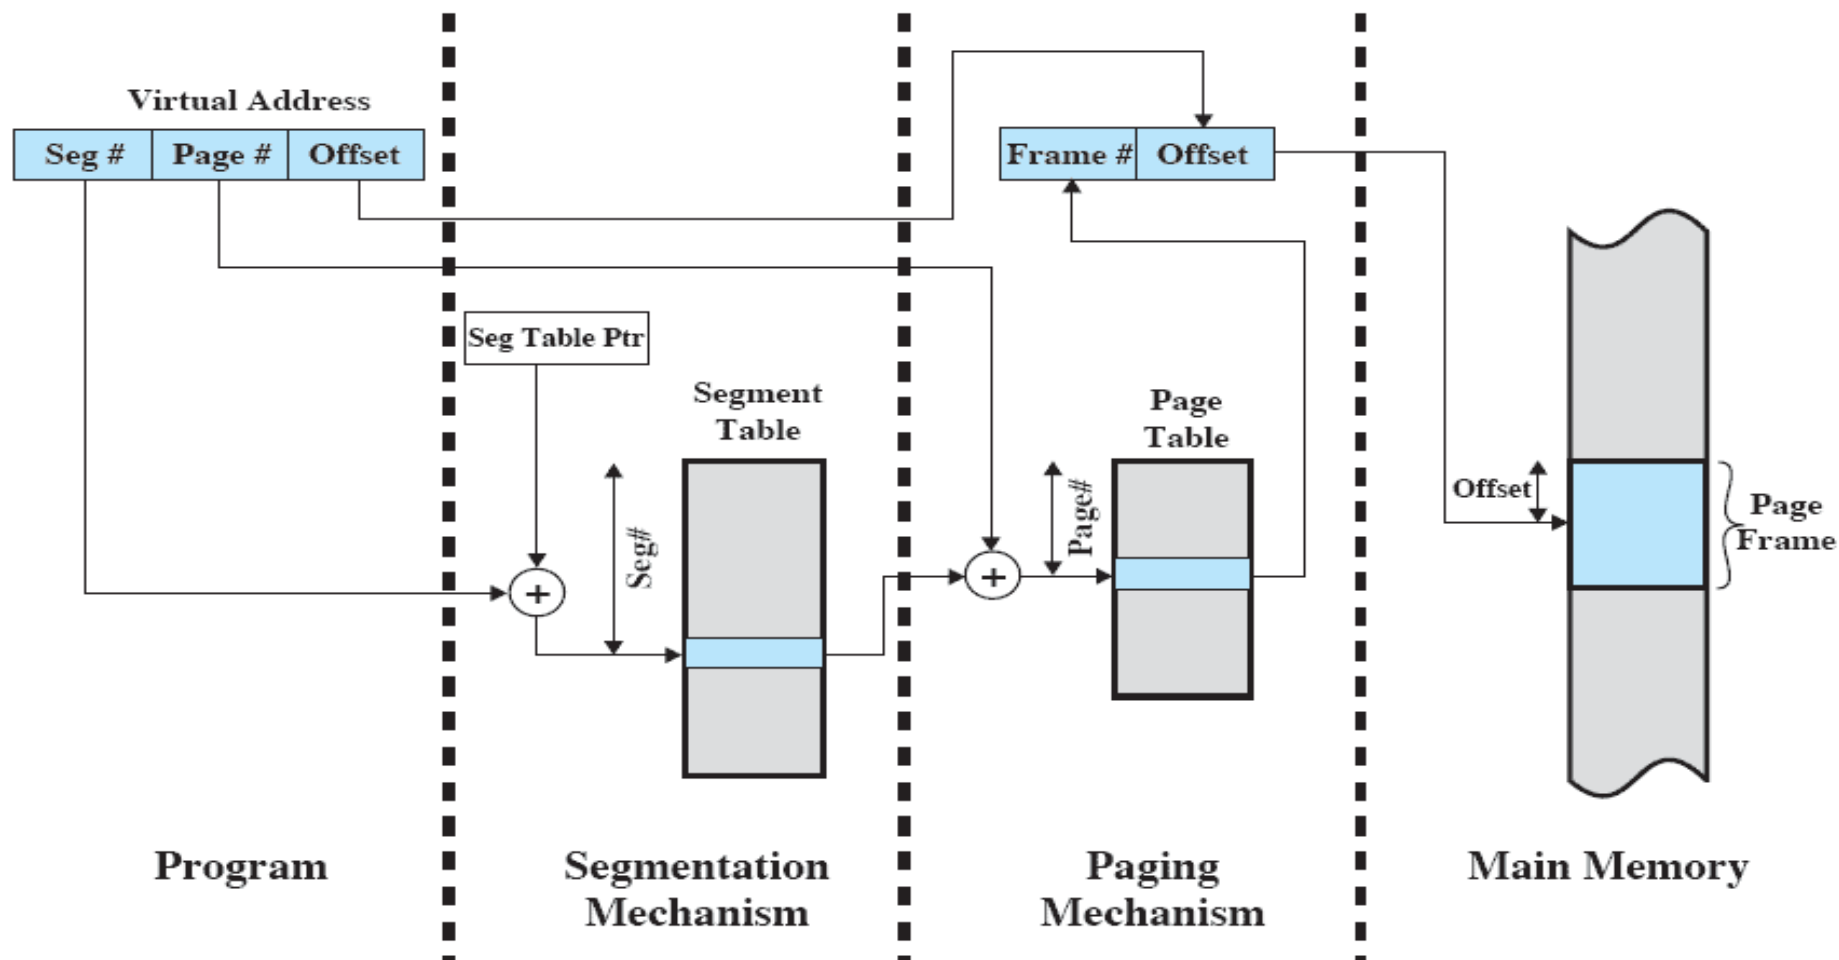 Virtual Address
Seg #
Page #
Offset
Frame #
Offset
Seg Table Ptr
Segment
Table
Seg#
+
Page
Table
Page#
+
Offset
Page
Frame
Program
Segmentation
Mechanism
Paging
Mechanism
Main Memory